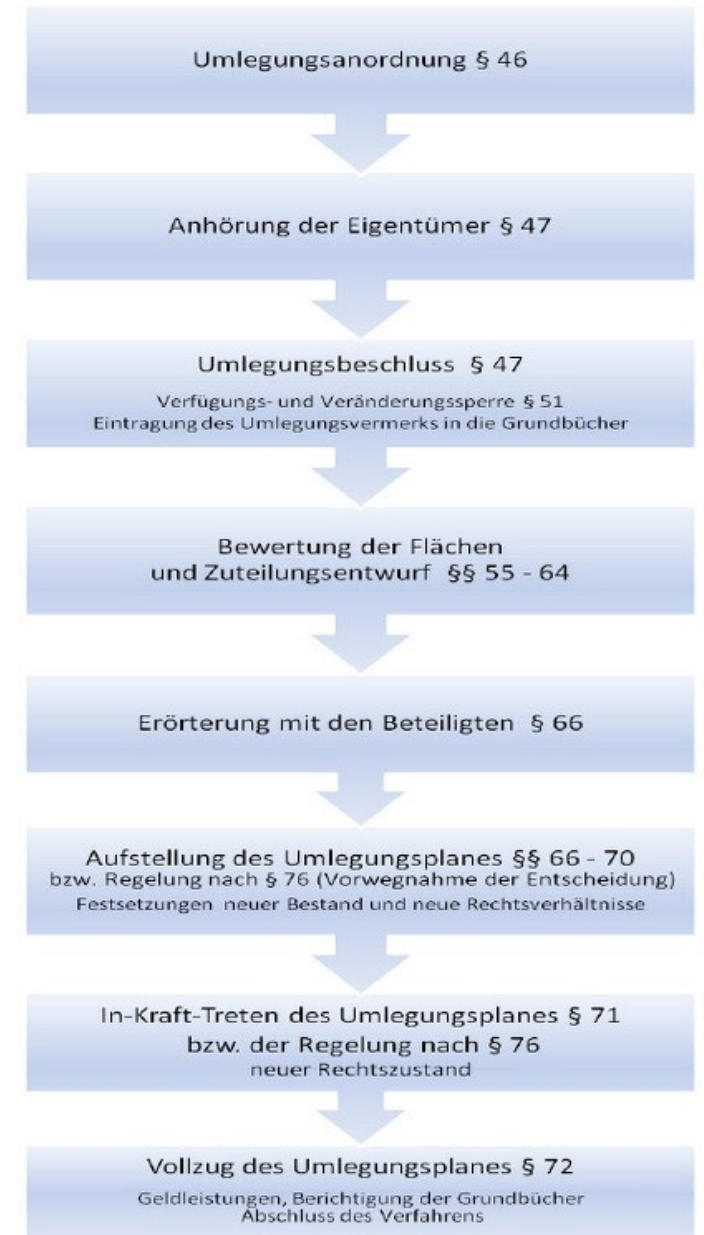 Umlegungsanordnung § 46
Anhörung der Eigentümer § 47
Umlegungsbeschluss § 47
Verfügungs- und Veränderungssperre § 51
Eintragung des Umlegungsvermerks in die Grundbücher
Bewertung der Flächen
und Zuteilungsentwurf §§ 55 - 64
Erörterung mit den Beteiligten § 66
Aufstellung des Umlegungsplanes §§ 66 - 70
bzw. Regelung nach § 76 (Vorwegnahme der Entscheidung)
Festsetzungen neuer Bestand und neue Rechtsverhältnisse
In-Kraft-Treten des Umlegungsplanes § 71
bzw. der Regelung nach § 76
neuer Rechtszustand
Vollzug des Umlegungsplanes § 72
Geldleistungen, Berichtigung der Grundbücher
Abschluss des Verfahrens